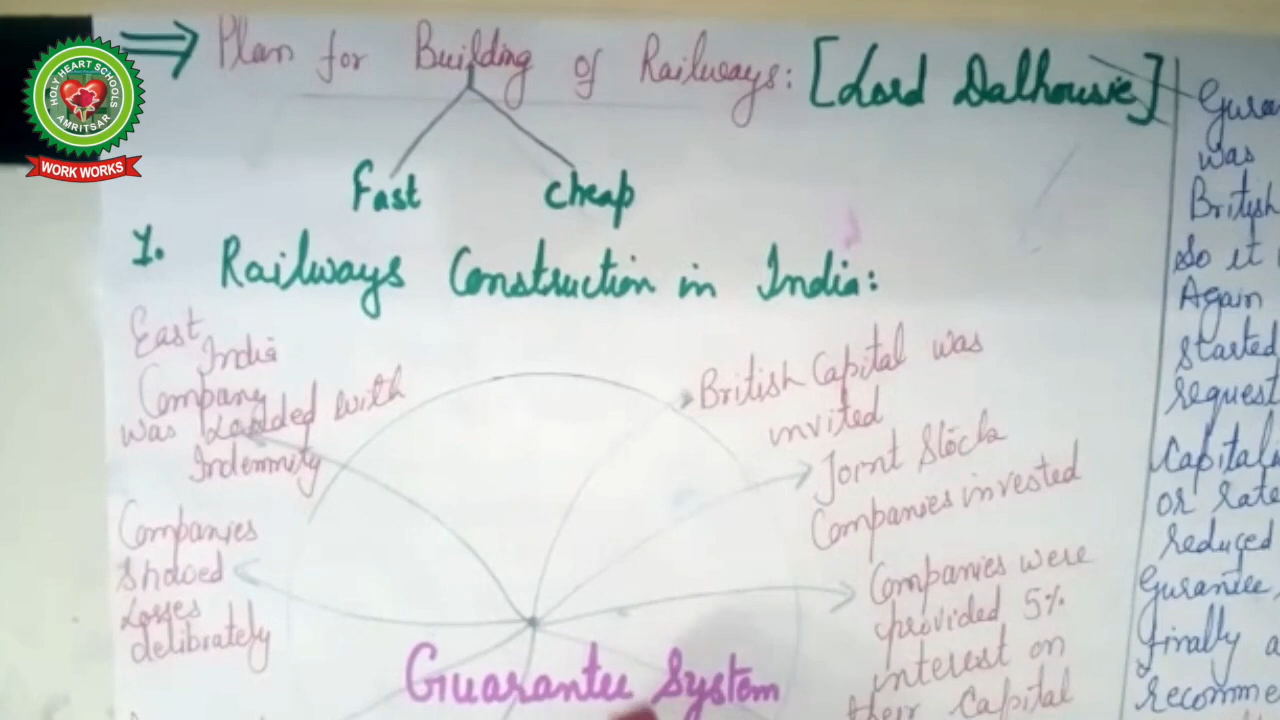 HOLY HEART SCHOOLS
AMRITSAR
WORK WORKS
Plan for Building of Railways: [Lord Dalhousie]
Fast
cheap
1. Railways Construction in India:
East
India
Company
was Loaded with
Indemnity
Companies
showed
Losses
delibrately
British Capital was
invited
Joint Stock
Companies invested
Companies were
provided 5%
interest on
their Capital
Guarantee System
was
British
So it
Again
started
request
Capital
or rate
reduced
Gurantee,
finally a
recomme